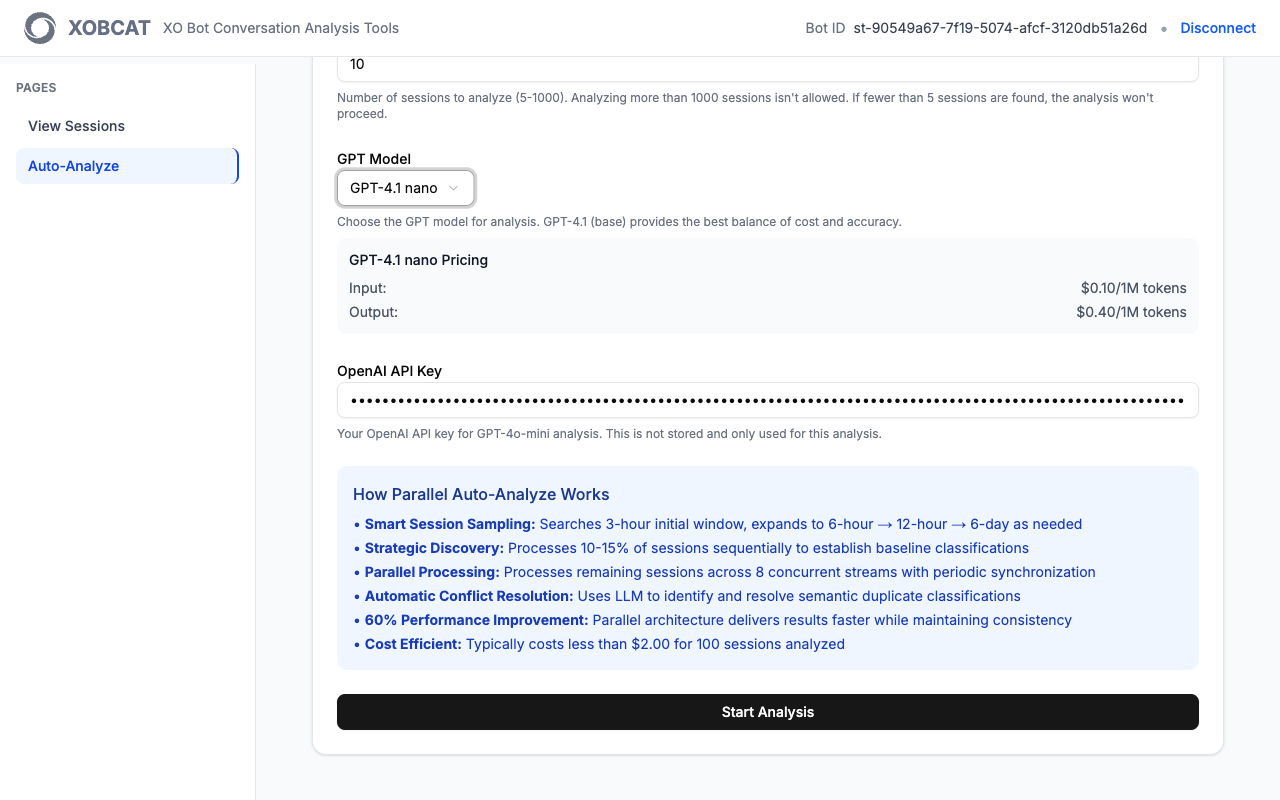 XOBCAT XO Bot Conversation Analysis Tools Bot ID st-90549a67-7f19-5074-afcf-3120db51a26d • Disconnect
PAGES
View Sessions
Auto-Analyze
10
Number of sessions to analyze (5-1000). Analyzing more than 1000 sessions isn't allowed. If fewer than 5 sessions are found, the analysis won't
proceed.
GPT Model
GPT-4.1 nano
Choose the GPT model for analysis. GPT-4.1 (base) provides the best balance of cost and accuracy.
GPT-4.1 nano Pricing
Input: $0.10/1M tokens
Output: $0.40/1M tokens
OpenAI API Key
Your OpenAI API key for GPT-4o-mini analysis. This is not stored and only used for this analysis.
How Parallel Auto-Analyze Works
• Smart Session Sampling: Searches 3-hour initial window, expands to 6-hour → 12-hour → 6-day as needed
• Strategic Discovery: Processes 10-15% of sessions sequentially to establish baseline classifications
• Parallel Processing: Processes remaining sessions across 8 concurrent streams with periodic synchronization
• Automatic Conflict Resolution: Uses LLM to identify and resolve semantic duplicate classifications
• 60% Performance Improvement: Parallel architecture delivers results faster while maintaining consistency
• Cost Efficient: Typically costs less than $2.00 for 100 sessions analyzed
Start Analysis